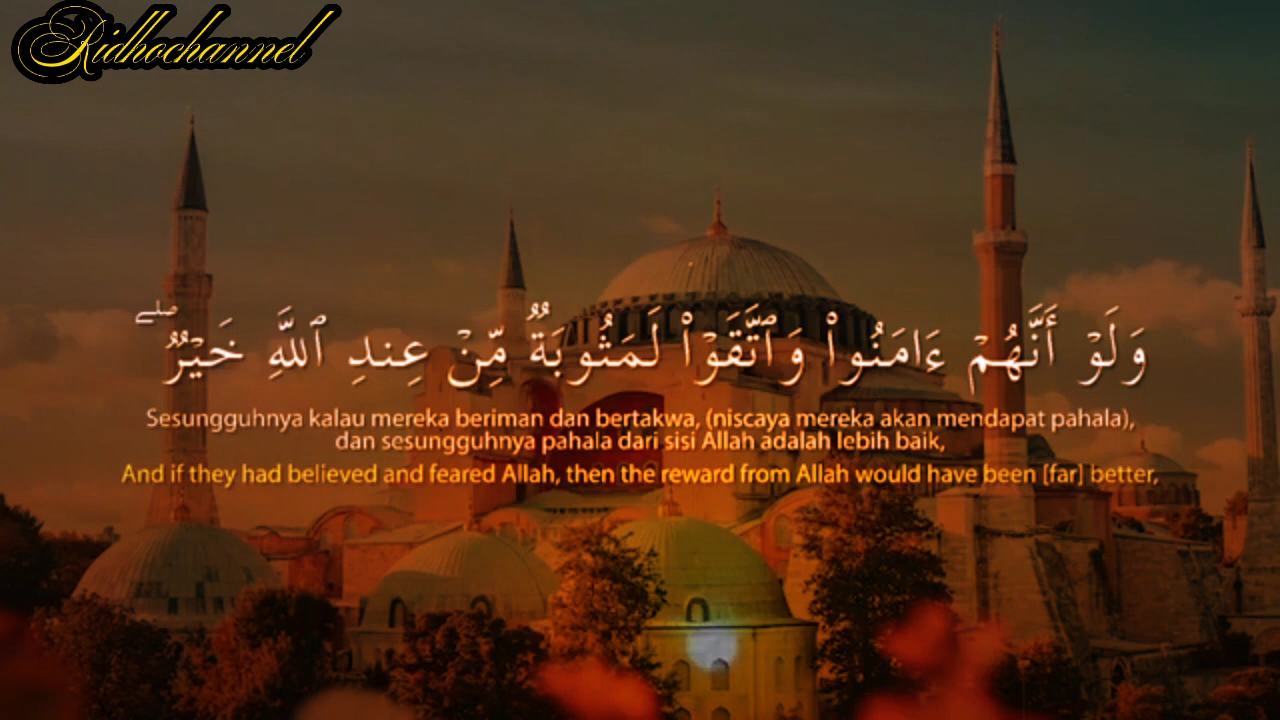 Ridhochannel
وَلَوۡ أَنَّهُمۡ ءَامَنُواْ وَٱتَّقَوۡاْ لَمَثُوبَةٌ مِّنۡ عِندِ ٱللَّهِ خَيۡرٌۖ
Sesungguhnya kalau mereka beriman dan bertakwa, (niscaya mereka akan mendapat pahala),
dan sesungguhnya pahala dari sisi Allah adalah lebih baik,
And if they had believed and feared Allah, then the reward from Allah would have been [far] better,